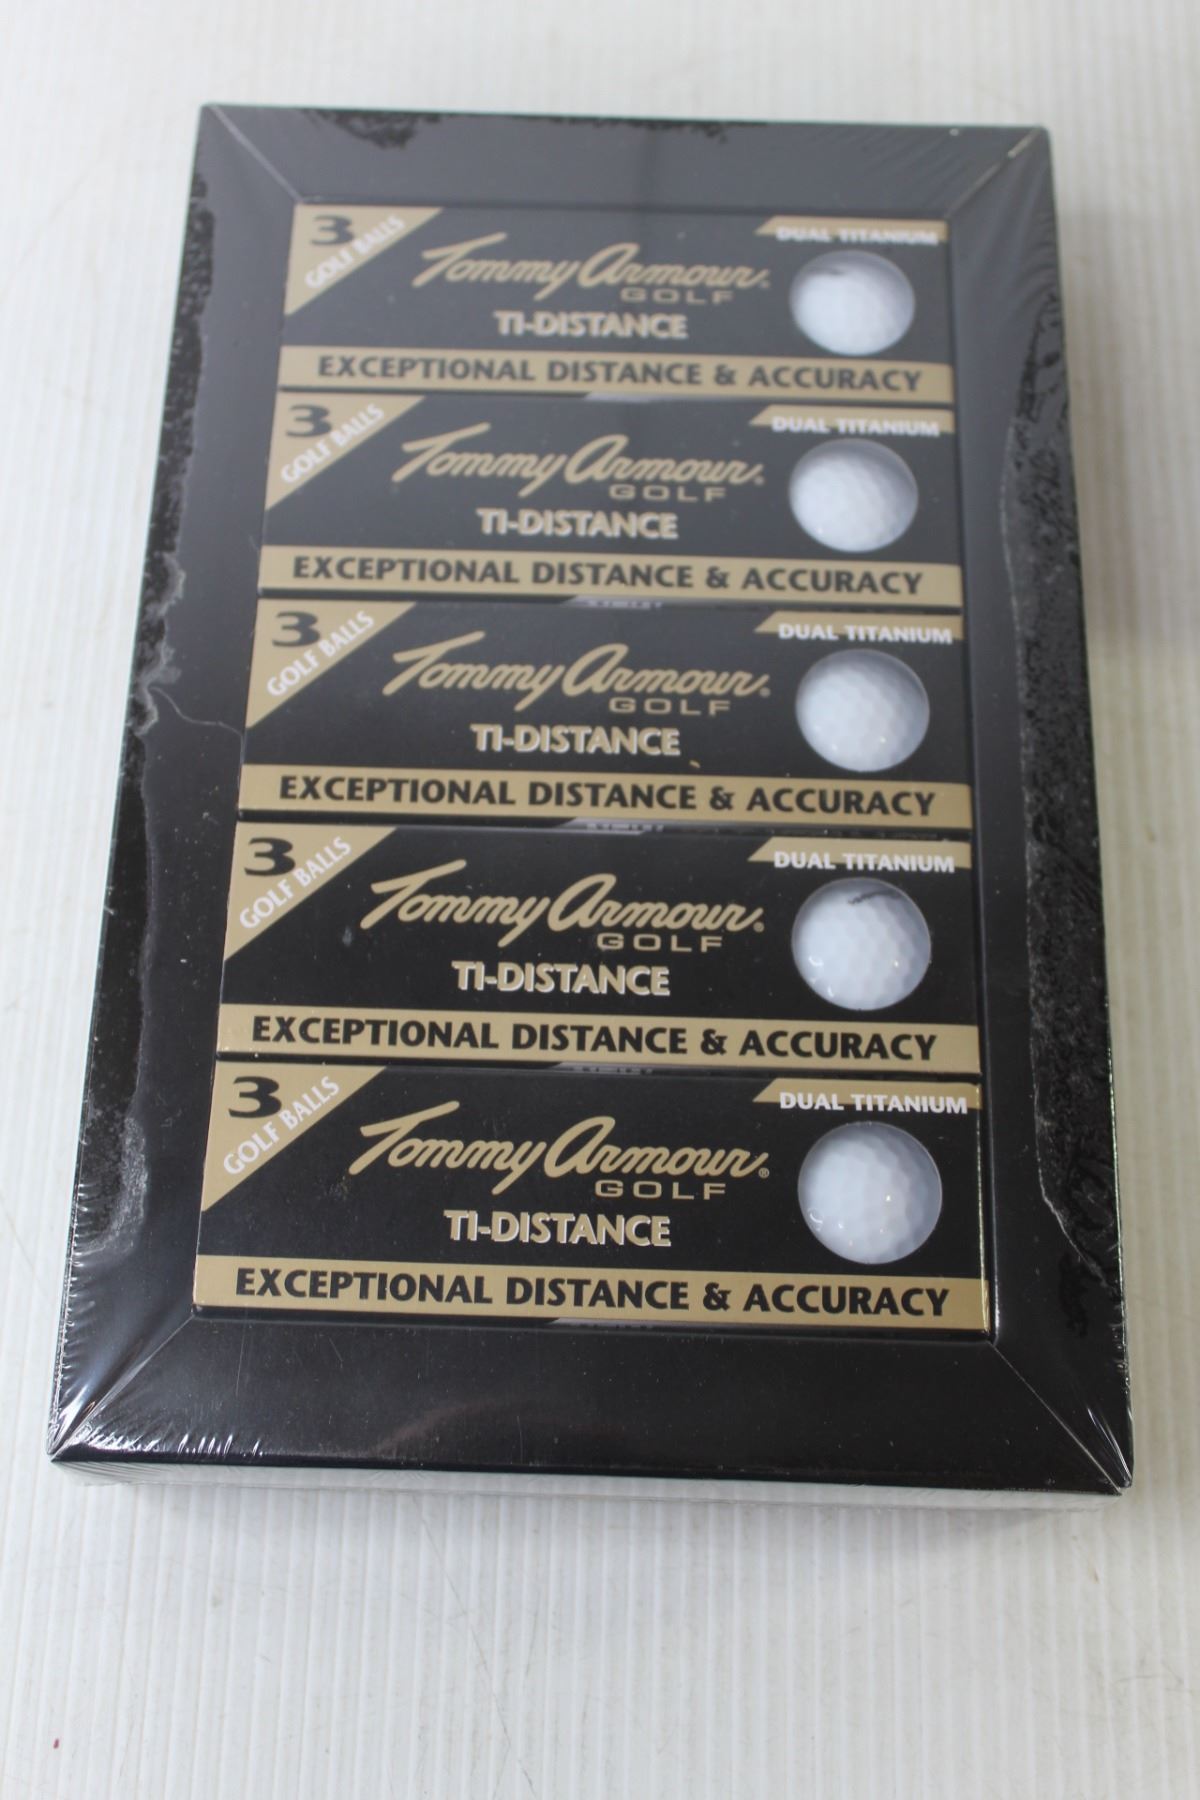 3
GOLF BALLS
DUAL TITANIUM
Tommy Armour®
GOLF
TI-DISTANCE
EXCEPTIONAL DISTANCE & ACCURACY
3
GOLF BALLS
DUAL TITANIUM
Tommy Armour®
GOLF
TI-DISTANCE
EXCEPTIONAL DISTANCE & ACCURACY
3
GOLF BALLS
DUAL TITANIUM
Tommy Armour®
GOLF
TI-DISTANCE
EXCEPTIONAL DISTANCE & ACCURACY
3
GOLF BALLS
DUAL TITANIUM
Tommy Armour®
GOLF
TI-DISTANCE
EXCEPTIONAL DISTANCE & ACCURACY
3
GOLF BALLS
DUAL TITANIUM
Tommy Armour®
GOLF
TI-DISTANCE
EXCEPTIONAL DISTANCE & ACCURACY